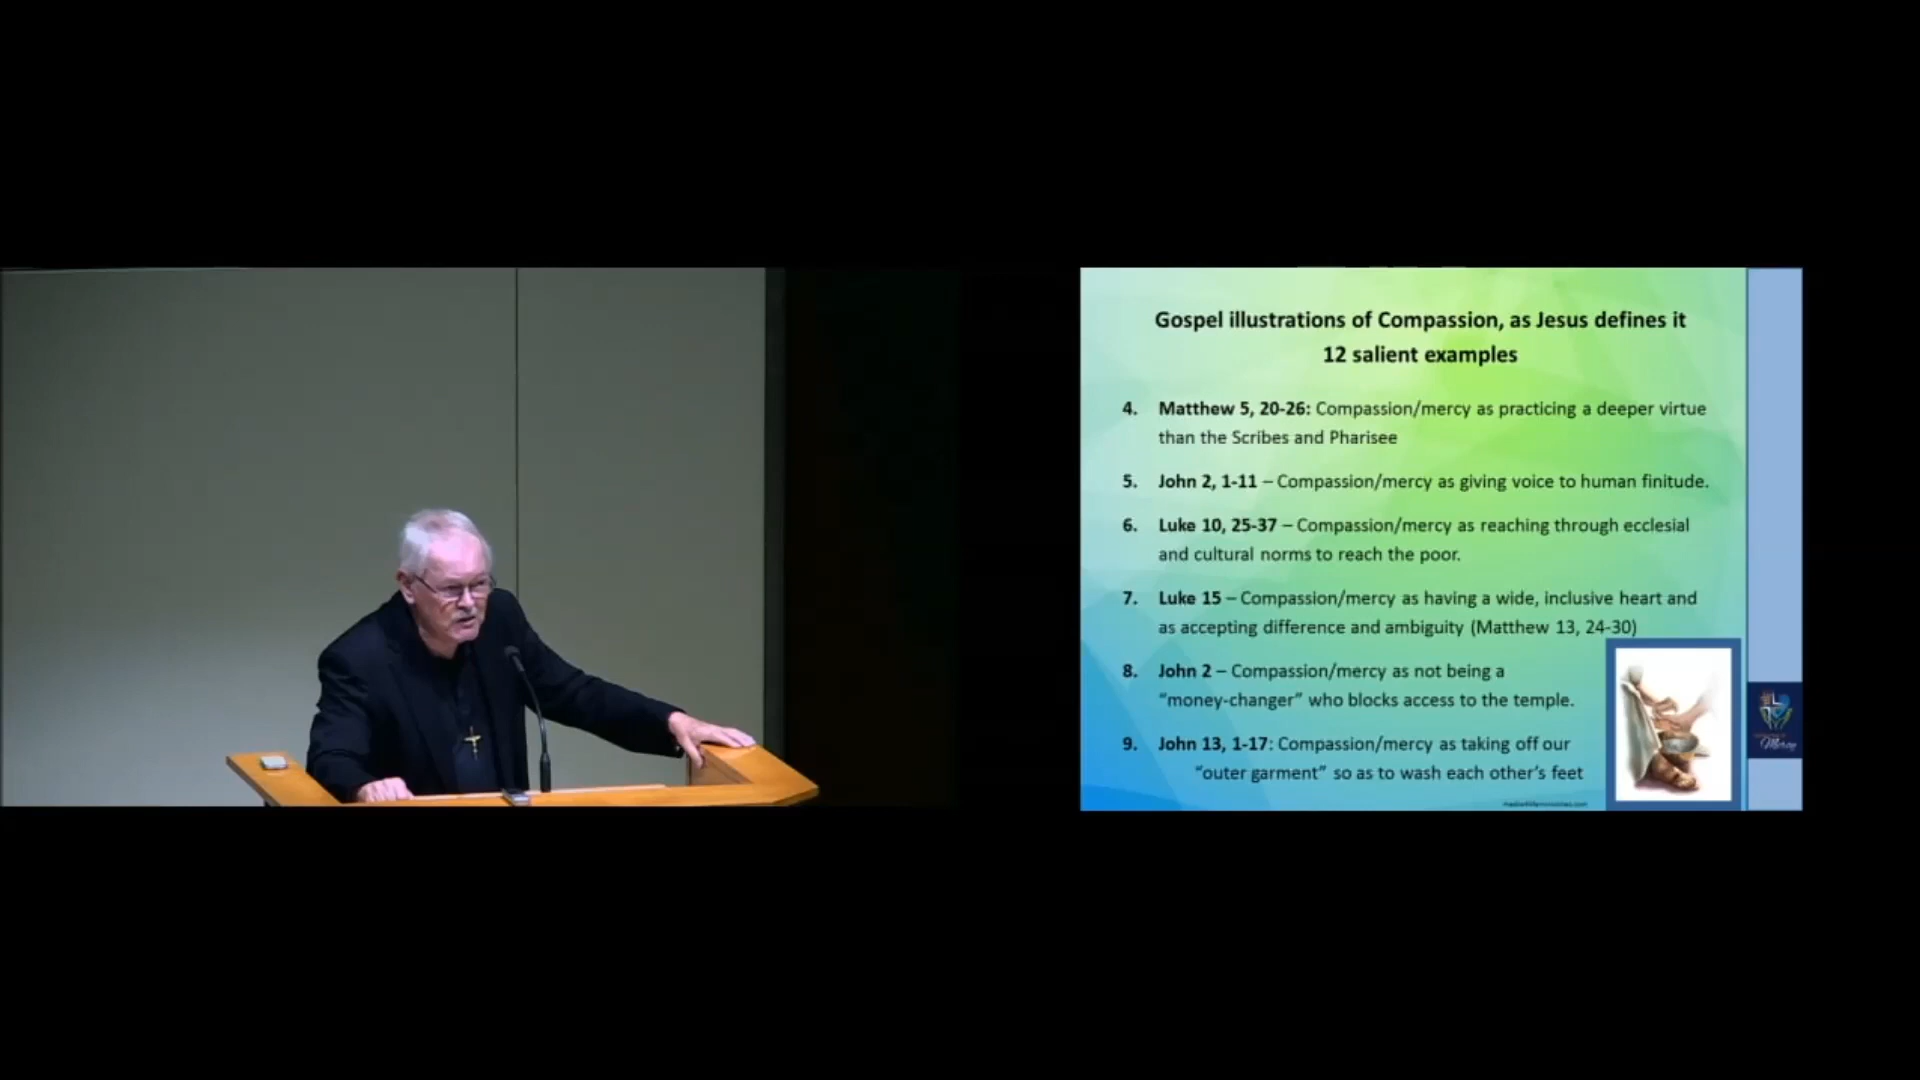 Gospel illustrations of Compassion, as Jesus defines it
12 salient examples
4. Matthew 5, 20-26: Compassion/mercy as practicing a deeper virtue
than the Scribes and Pharisee
5. John 2, 1-11 – Compassion/mercy as giving voice to human finitude.
6. Luke 10, 25-37 – Compassion/mercy as reaching through ecclesial
and cultural norms to reach the poor.
7. Luke 15 – Compassion/mercy as having a wide, inclusive heart and
as accepting difference and ambiguity (Matthew 13, 24-30)
8. John 2 – Compassion/mercy as not being a
“money-changer” who blocks access to the temple.
9. John 13, 1-17: Compassion/mercy as taking off our
“outer garment” so as to wash each other’s feet
Mercy